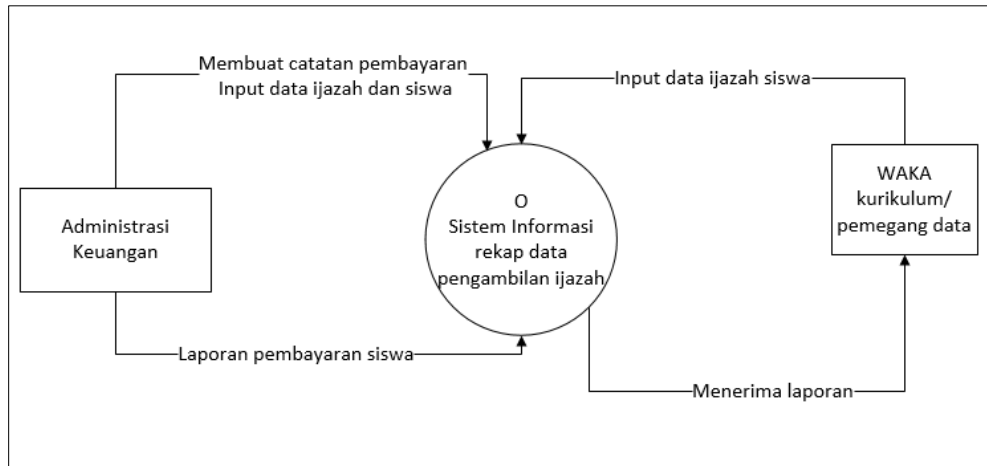 Membuat catatan pembayaran
Input data ijazah dan siswa
Input data ijazah siswa
Administrasi
Keuangan
O
Sistem Informasi
rekap data
pengambilan ijazah
WAKA
kurikulum/
pemegang data
Laporan pembayaran siswa
Menerima laporan